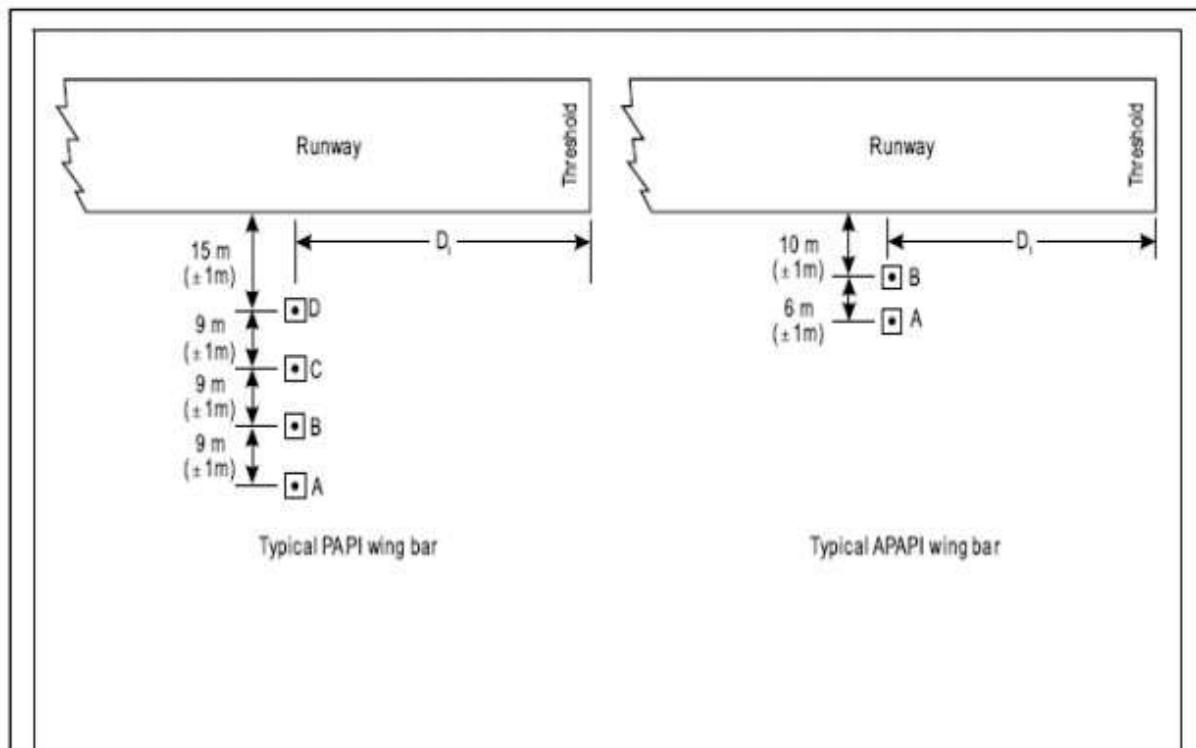 Runway
Threshold
15 m
(±1m)
D₁
D
9 m
(±1m)
C
9 m
(±1m)
B
9 m
(±1m)
A
Typical PAPI wing bar
Runway
Threshold
10 m
(±1m)
D₁
B
6 m
(±1m)
A
Typical APAPI wing bar